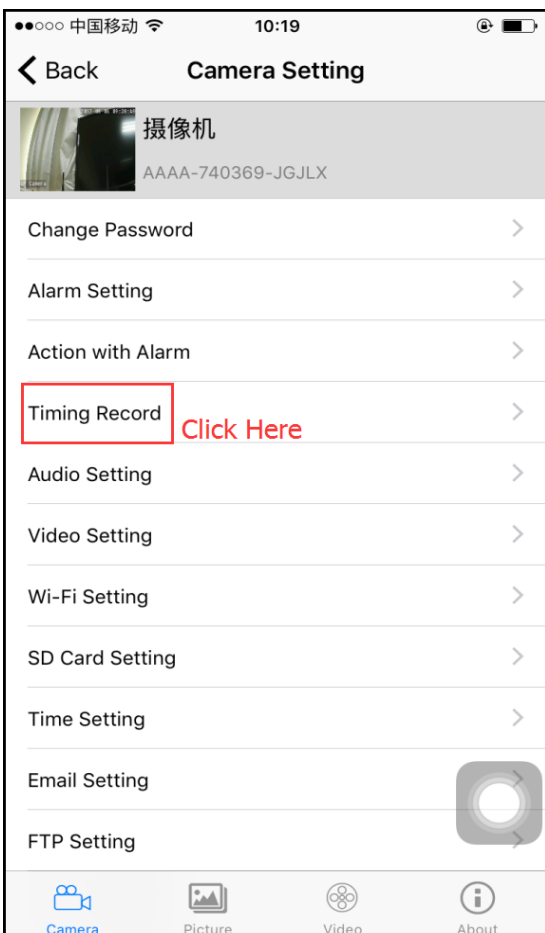 中国移动 10:19
Back Camera Setting
摄像机
AAAA-740369-JGJLX
Camera
Change Password
Alarm Setting
Action with Alarm
Timing Record
Click Here
Audio Setting
Video Setting
Wi-Fi Setting
SD Card Setting
Time Setting
Email Setting
FTP Setting
Camera Picture Video About